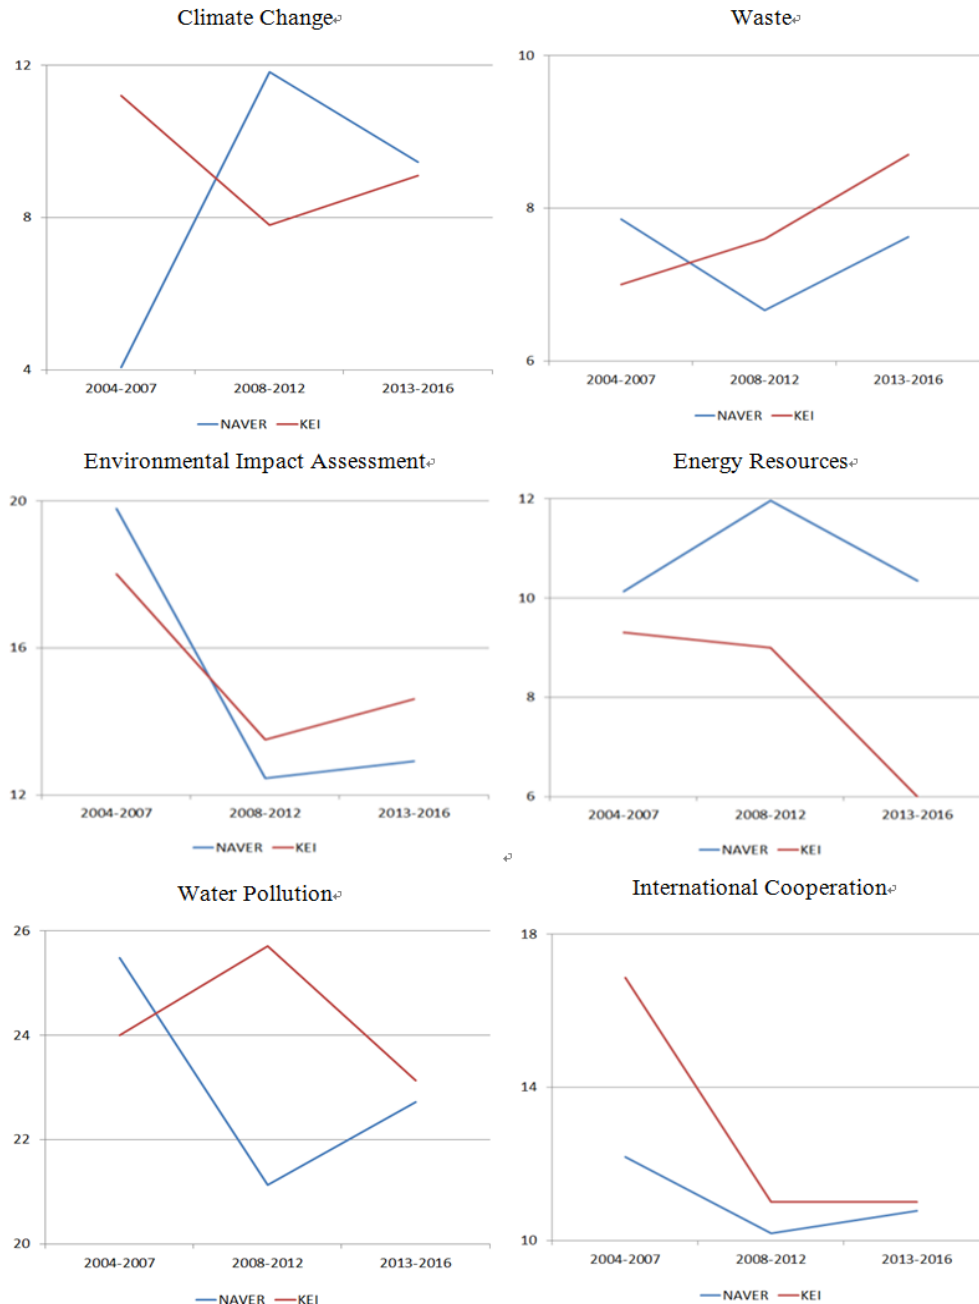 Climate Change↵
12
8
4
2004-2007 2008-2012 2013-2016
NAVER KEI
Waste↵
10
8
6
2004-2007 2008-2012 2013-2016
NAVER KEI
Environmental Impact Assessment↵
20
16
12
2004-2007 2008-2012 2013-2016
NAVER KEI
Energy Resources↵
12
10
8
6
2004-2007 2008-2012 2013-2016
NAVER KEI
↵
Water Pollution↵
26
24
22
20
2004-2007 2008-2012 2013-2016
NAVER KEI
International Cooperation↵
18
14
10
2004-2007 2008-2012 2013-2016
NAVER KEI